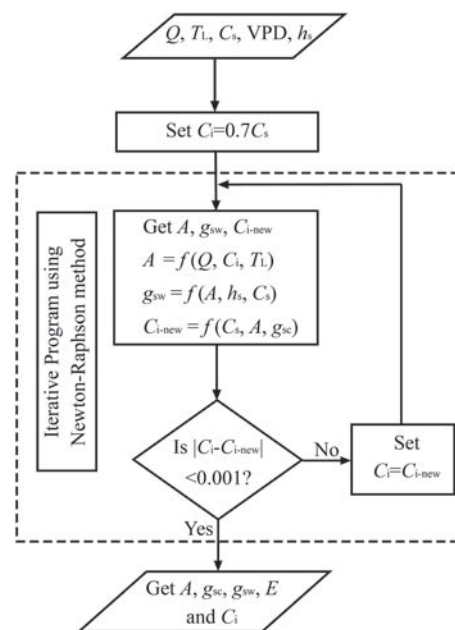 Q, TL, Cs, VPD, hs
Set Ci=0.7Cs
Iterative Program using
Newton-Raphson method
Get A, gsw, Ci-new
A = f(Q, Ci, TL)
gsw = f(A, hs, Cs)
Ci-new = f(Cs, A, gsc)
Is |Ci-Ci-new|
<0.001?
No
Set
Ci=Ci-new
Yes
Get A, gsc, gsw, E
and Ci